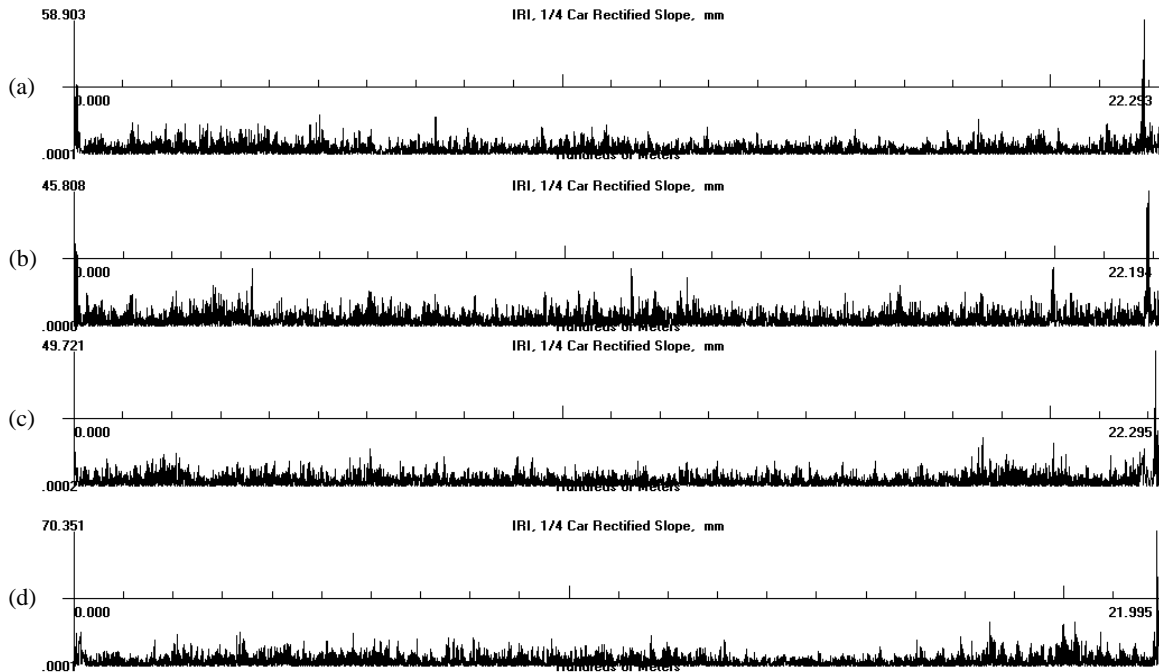 58.903 IRI, 1/4 Car Rectified Slope, mm
(a)
0.000 22.293
.0001 Hundreds of Meters
45.808 IRI, 1/4 Car Rectified Slope, mm
(b)
0.000 22.194
.0000 Hundreds of Meters
49.721 IRI, 1/4 Car Rectified Slope, mm
(c)
0.000 22.295
.0002 Hundreds of Meters
70.351 IRI, 1/4 Car Rectified Slope, mm
(d)
0.000 21.995
.0001 Hundreds of Meters